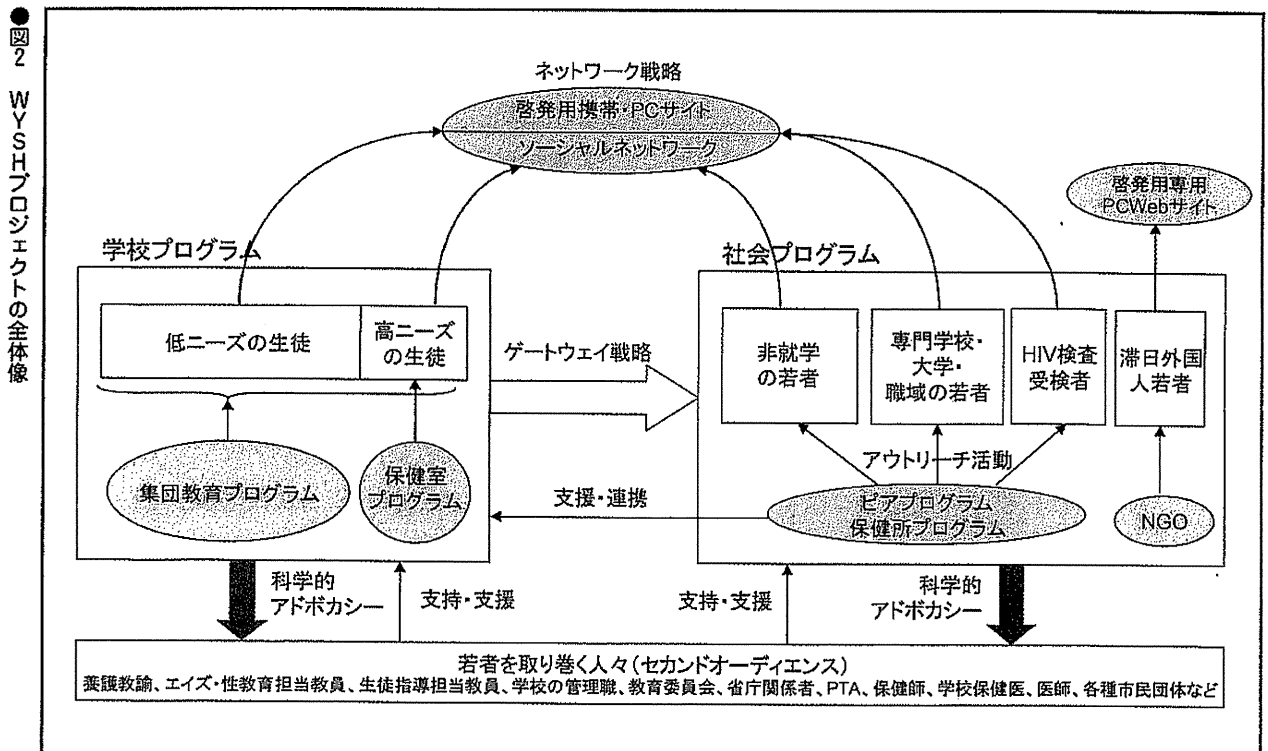 ●図2 WYSHプロジェクトの全体像
ネットワーク戦略
啓発用携帯・PCサイト
ソーシャルネットワーク
啓発用専用
PCWebサイト
学校プログラム
低ニーズの生徒
高ニーズ
の生徒
集団教育プログラム
保健室
プログラム
ゲートウェイ戦略
支援・連携
社会プログラム
非就学
の若者
専門学校・
大学・
職域の若者
HIV検査
受検者
滞日外国
人若者
アウトリーチ活動
ピアプログラム
保健所プログラム
NGO
科学的
アドボカシー
支持・支援
支持・支援
科学的
アドボカシー
若者を取り巻く人々(セカンドオーディエンス)
養護教諭、エイズ・性教育担当教員、生徒指導担当教員、学校の管理職、教育委員会、省庁関係者、PTA、保健師、学校保健医、医師、各種市民団体など